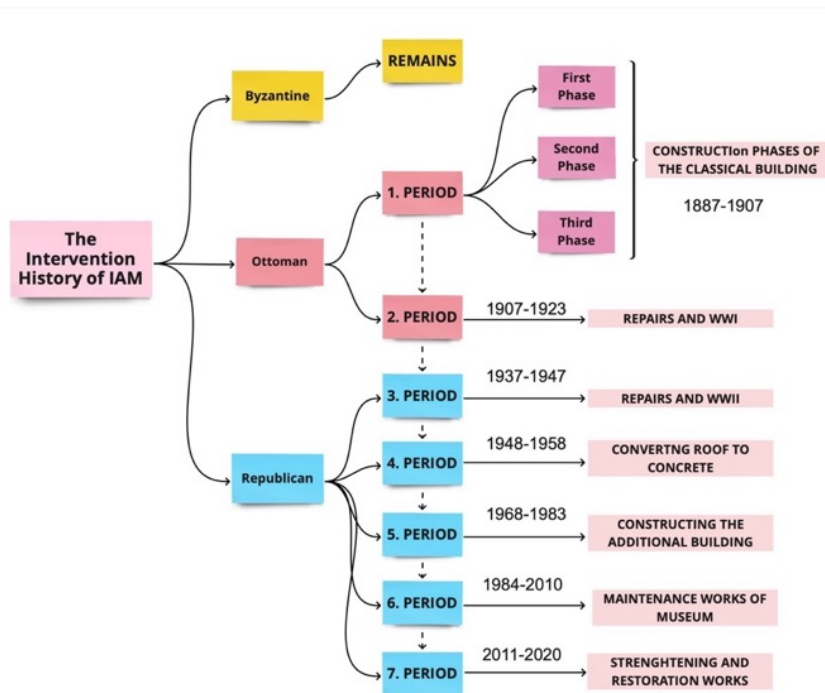 The
Intervention
History of IAM
Byzantine
REMAINS
Ottoman
1. PERIOD
First
Phase
Second
Phase
Third
Phase
CONSTRUCTIon PHASES OF
THE CLASSICAL BUILDING
1887-1907
2. PERIOD
1907-1923
REPAIRS AND WWI
Republican
3. PERIOD
1937-1947
REPAIRS AND WWII
4. PERIOD
1948-1958
CONVERTNG ROOF TO
CONCRETE
5. PERIOD
1968-1983
CONSTRUCTING THE
ADDITIONAL BUILDING
6. PERIOD
1984-2010
MAINTENANCE WORKS OF
MUSEUM
7. PERIOD
2011-2020
STRENGHTENING AND
RESTORATION WORKS